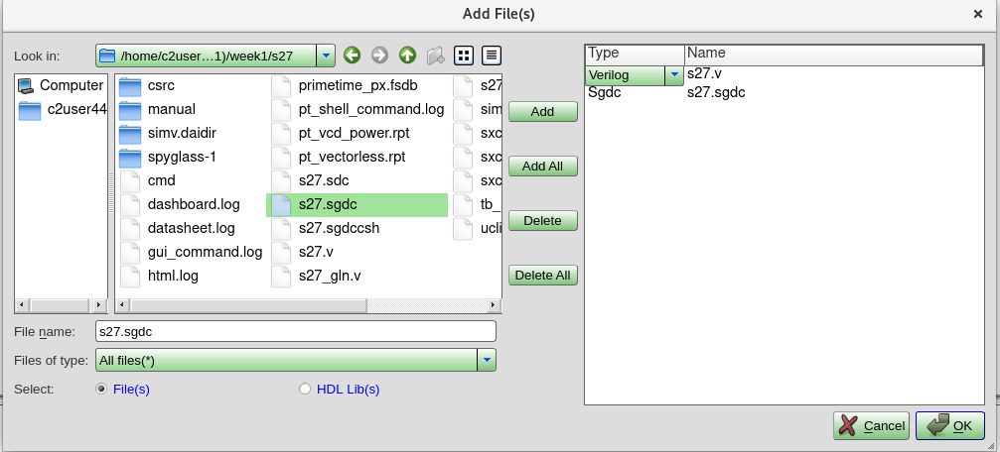 Add File(s)
Look in:
/home/c2user…1)/week1/s27
Computer
c2user44
csrc
manual
simv.daidir
spyglass-1
cmd
dashboard.log
datasheet.log
gui_command.log
html.log
primetime_px.fsdb
pt_shell_command.log
pt_vcd_power.rpt
pt_vectorless.rpt
s27.sdc
s27.sgdc
s27.sgdccsh
s27.v
s27_gln.v
s27
sim
sxc
sxc
sxc
tb_
ucli
Add
Add All
Delete
Delete All
Type Name
Verilog s27.v
Sgdc s27.sgdc
File name: s27.sgdc
Files of type: All files(*)
Select: File(s) HDL Lib(s)
Cancel OK